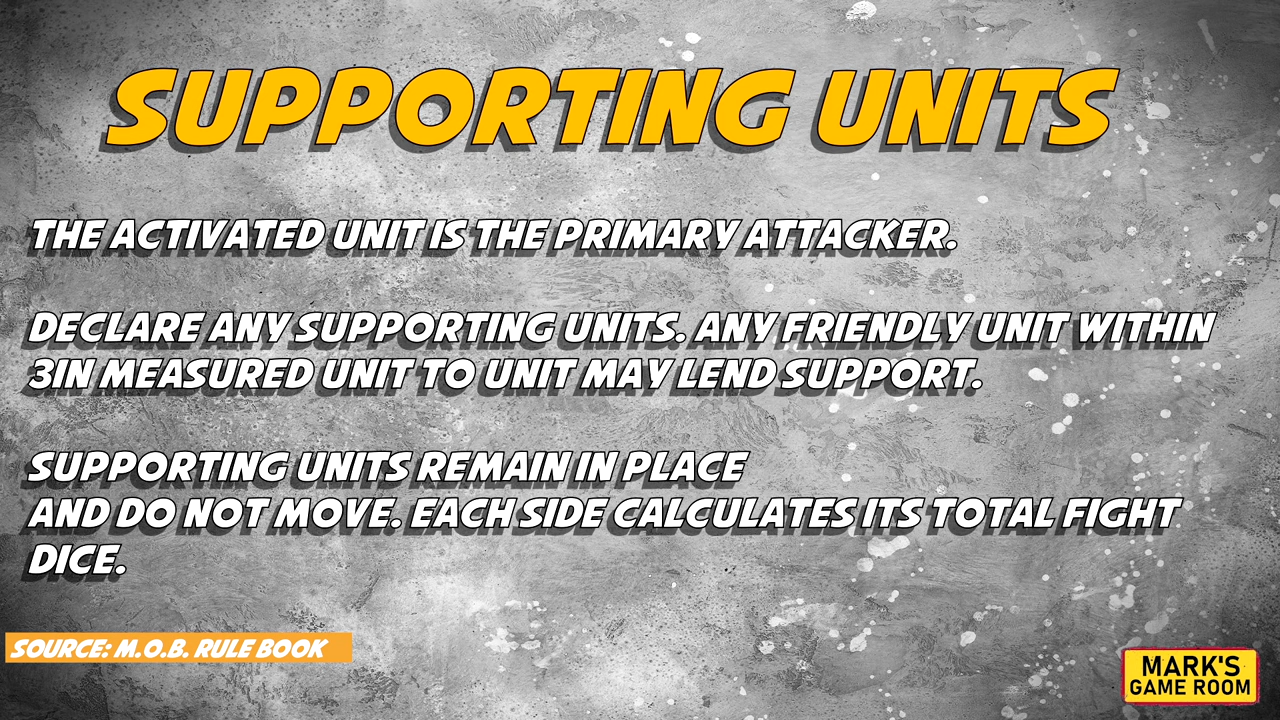 SUPPORTING UNITS
THE ACTIVATED UNIT IS THE PRIMARY ATTACKER.
DECLARE ANY SUPPORTING UNITS. ANY FRIENDLY UNIT WITHIN
3IN MEASURED UNIT TO UNIT MAY LEND SUPPORT.
SUPPORTING UNITS REMAIN IN PLACE
AND DO NOT MOVE. EACH SIDE CALCULATES ITS TOTAL FIGHT
DICE.
SOURCE: M.O.B. RULE BOOK
MARK'S
GAME ROOM